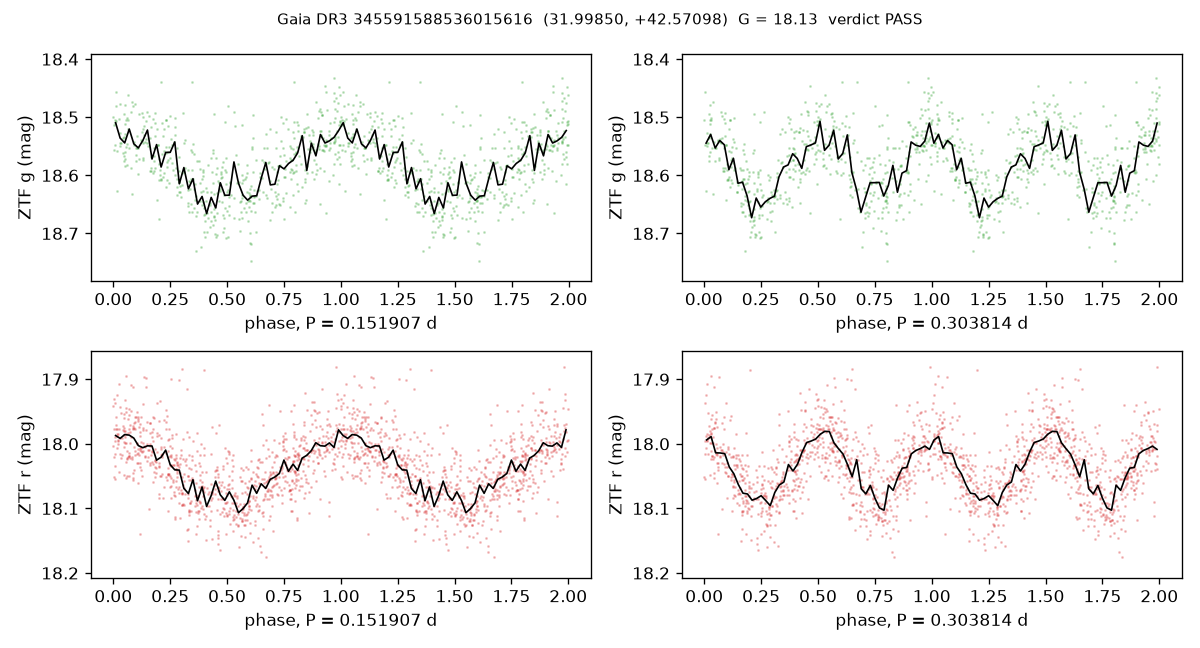 Gaia DR3 345591588536015616 (31.99850, +42.57098) G = 18.13 verdict PASS
ZTF g (mag)
18.4
18.5
18.6
18.7
0.00 0.25 0.50 0.75 1.00 1.25 1.50 1.75 2.00
phase, P = 0.151907 d
ZTF g (mag)
18.4
18.5
18.6
18.7
0.00 0.25 0.50 0.75 1.00 1.25 1.50 1.75 2.00
phase, P = 0.303814 d
ZTF r (mag)
17.9
18.0
18.1
18.2
0.00 0.25 0.50 0.75 1.00 1.25 1.50 1.75 2.00
phase, P = 0.151907 d
ZTF r (mag)
17.9
18.0
18.1
18.2
0.00 0.25 0.50 0.75 1.00 1.25 1.50 1.75 2.00
phase, P = 0.303814 d